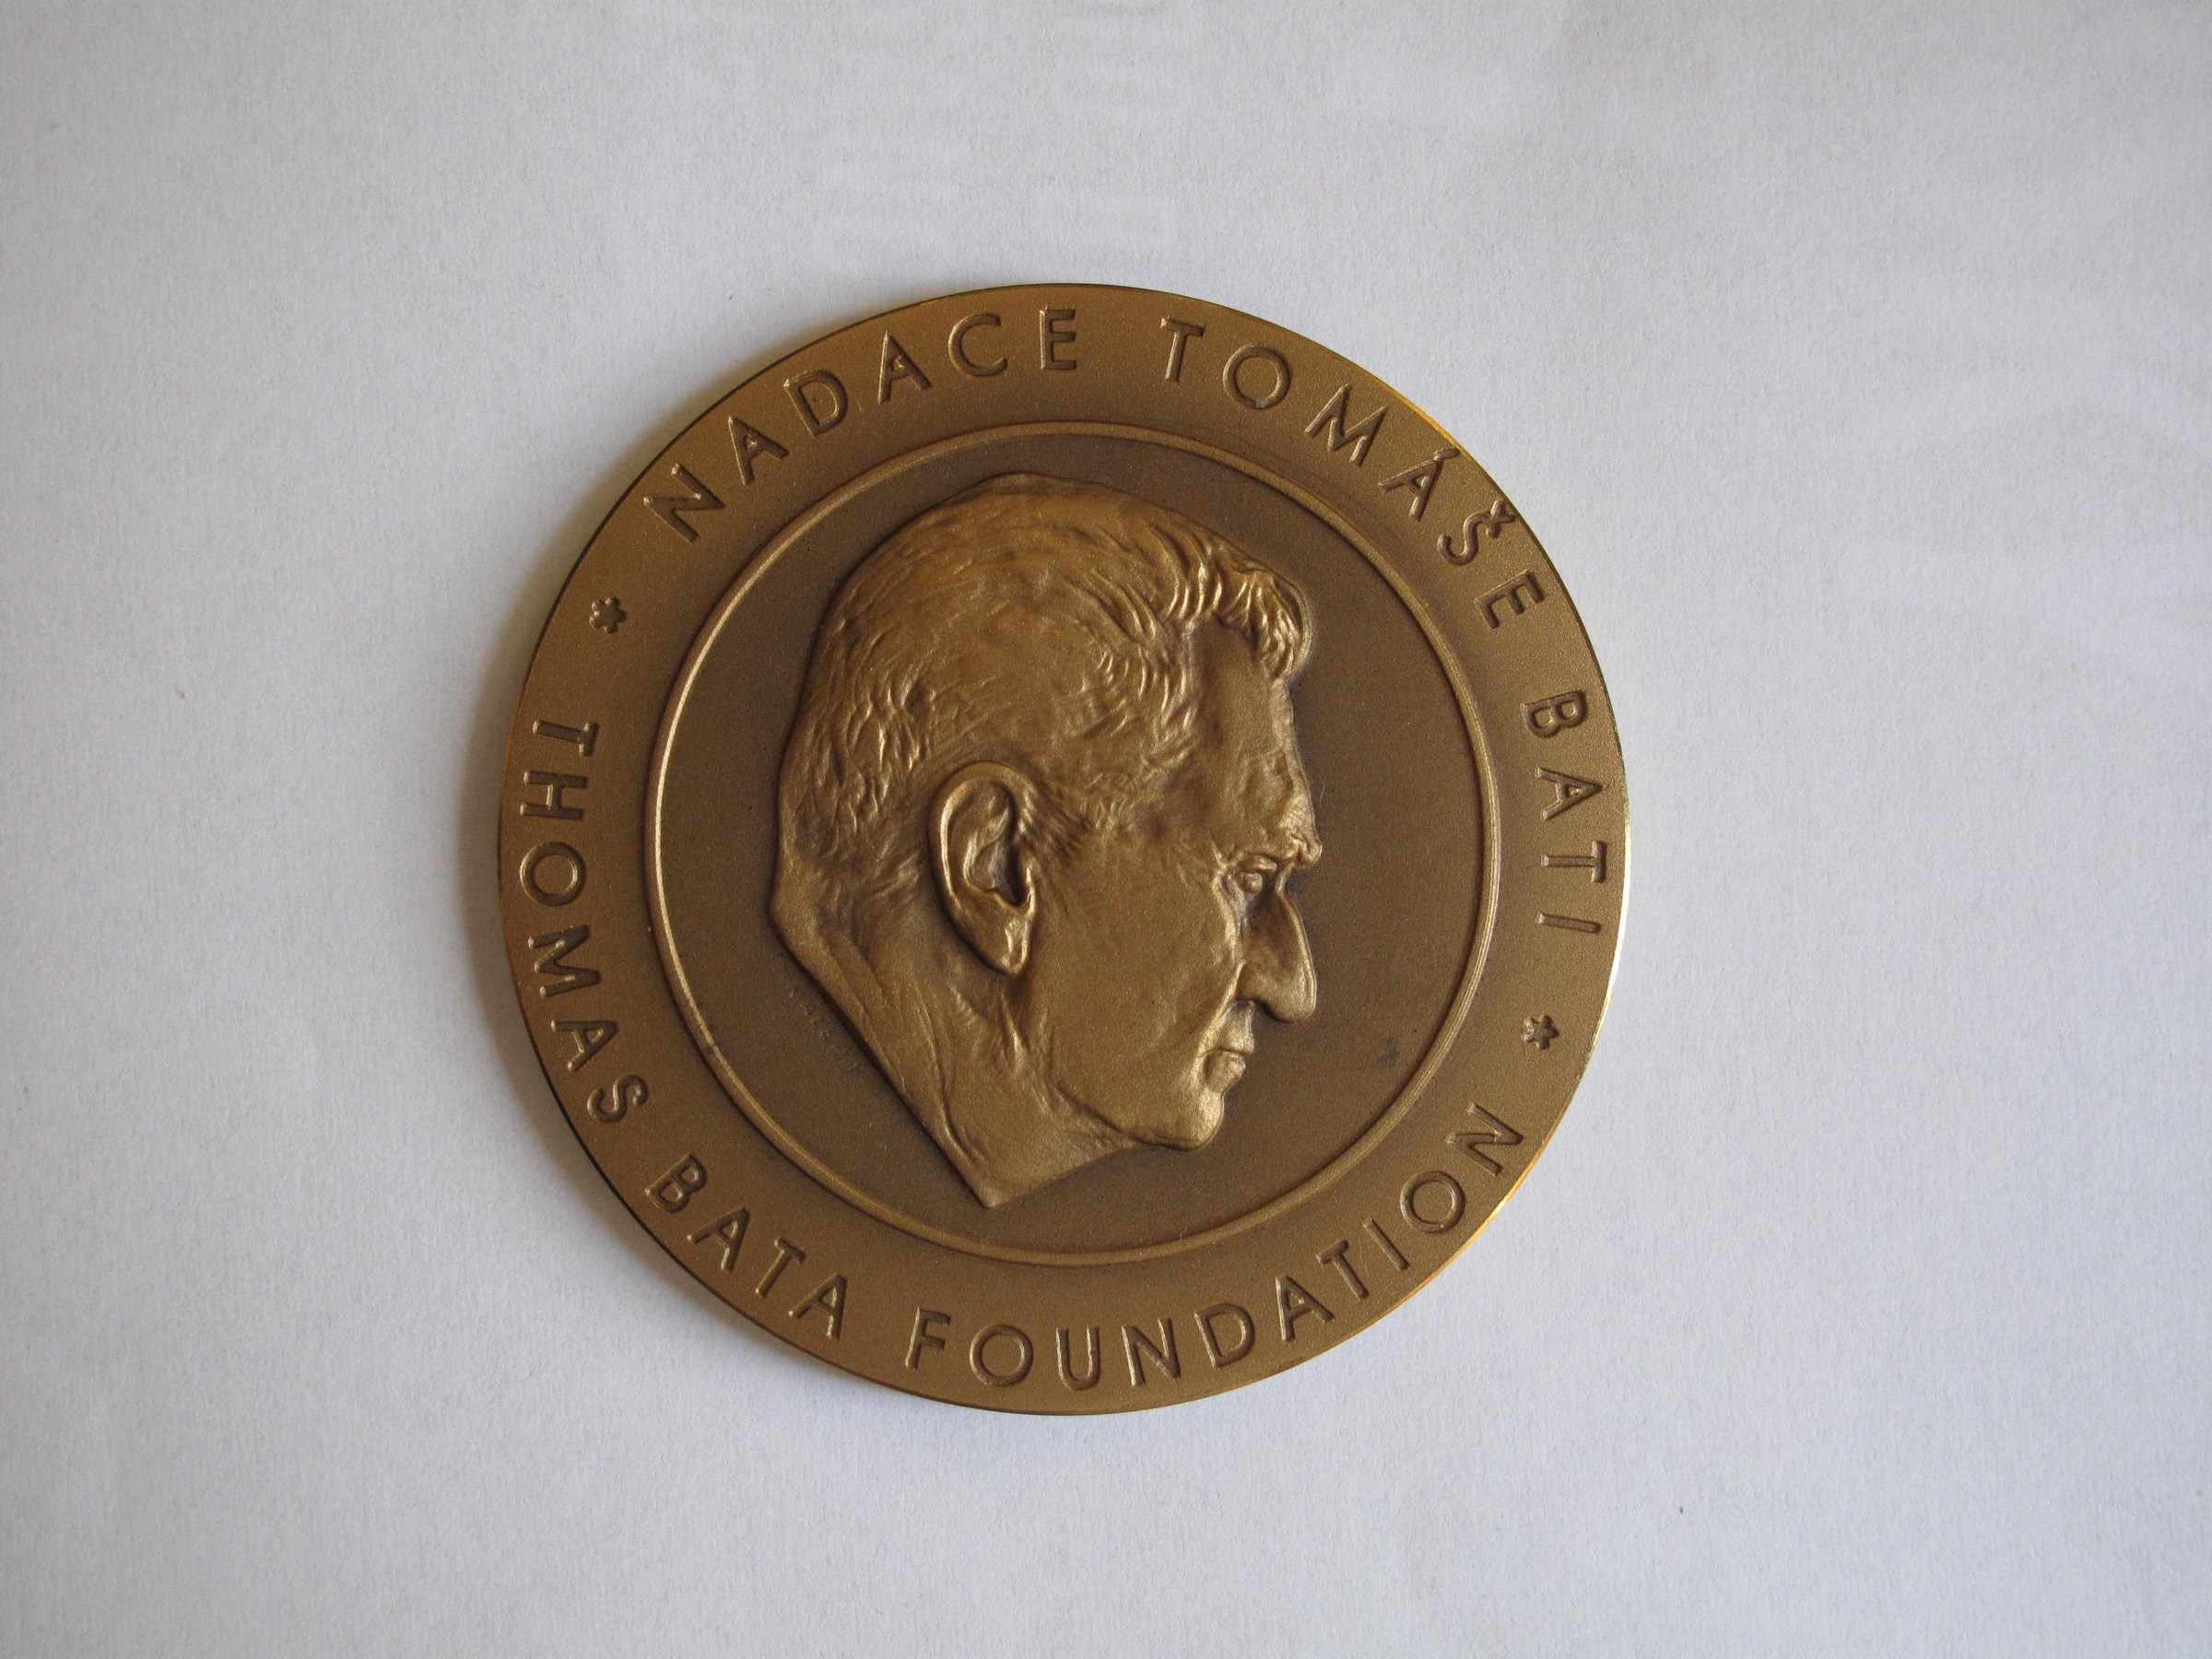 * NADACE TOMÁŠE BATI *
THOMAS BATA FOUNDATION